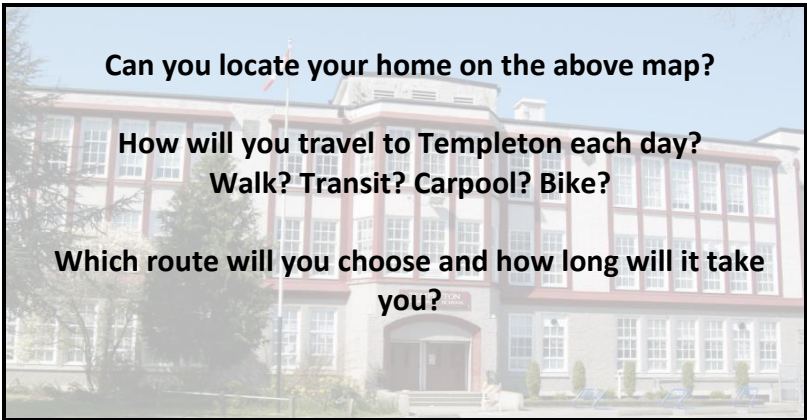 Can you locate your home on the above map?
How will you travel to Templeton each day?
Walk? Transit? Carpool? Bike?
Which route will you choose and how long will it take
you?